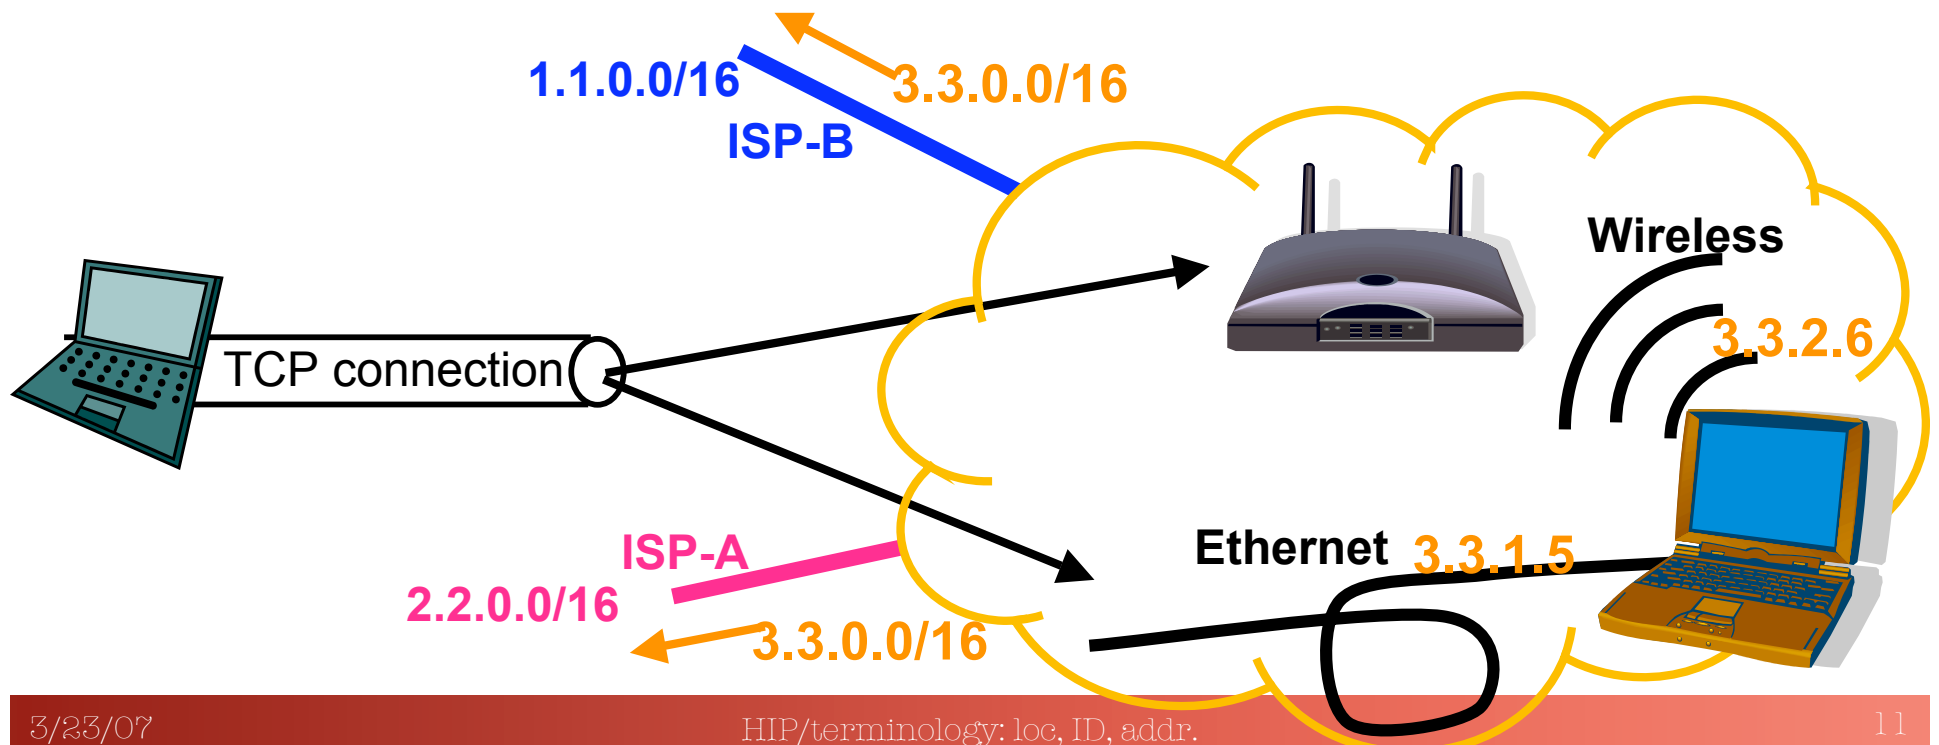 1.1.0.0/16
3.3.0.0/16
ISP-B
Wireless
3.3.2.6
TCP connection
ISP-A
Ethernet
3.3.1.5
2.2.0.0/16
3.3.0.0/16
3/23/07
HIP/terminology: loc, ID, addr.
11